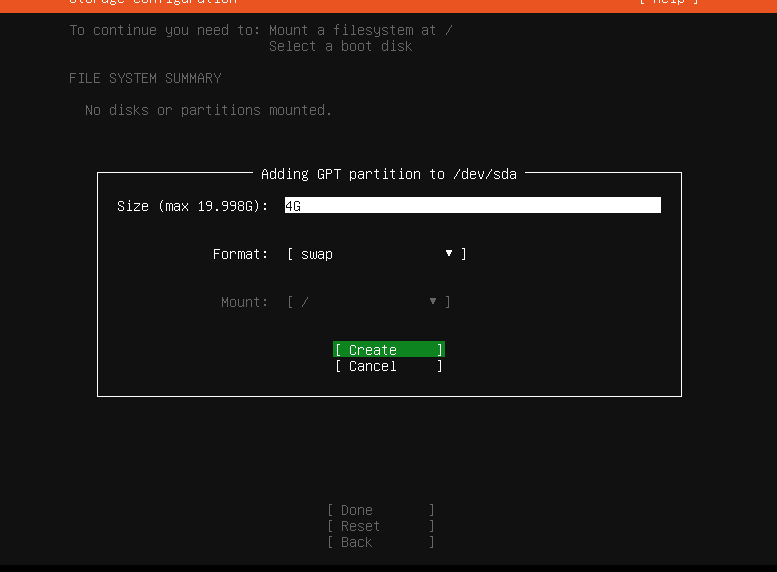 Storage configuration [ Help ]
To continue you need to: Mount a filesystem at /
Select a boot disk
FILE SYSTEM SUMMARY
No disks or partitions mounted.
Adding GPT partition to /dev/sda
Size (max 19.998G): 4G
Format: [ swap ▼ ]
Mount: [ / ▼ ]
[ Create ]
[ Cancel ]
[ Done ]
[ Reset ]
[ Back ]